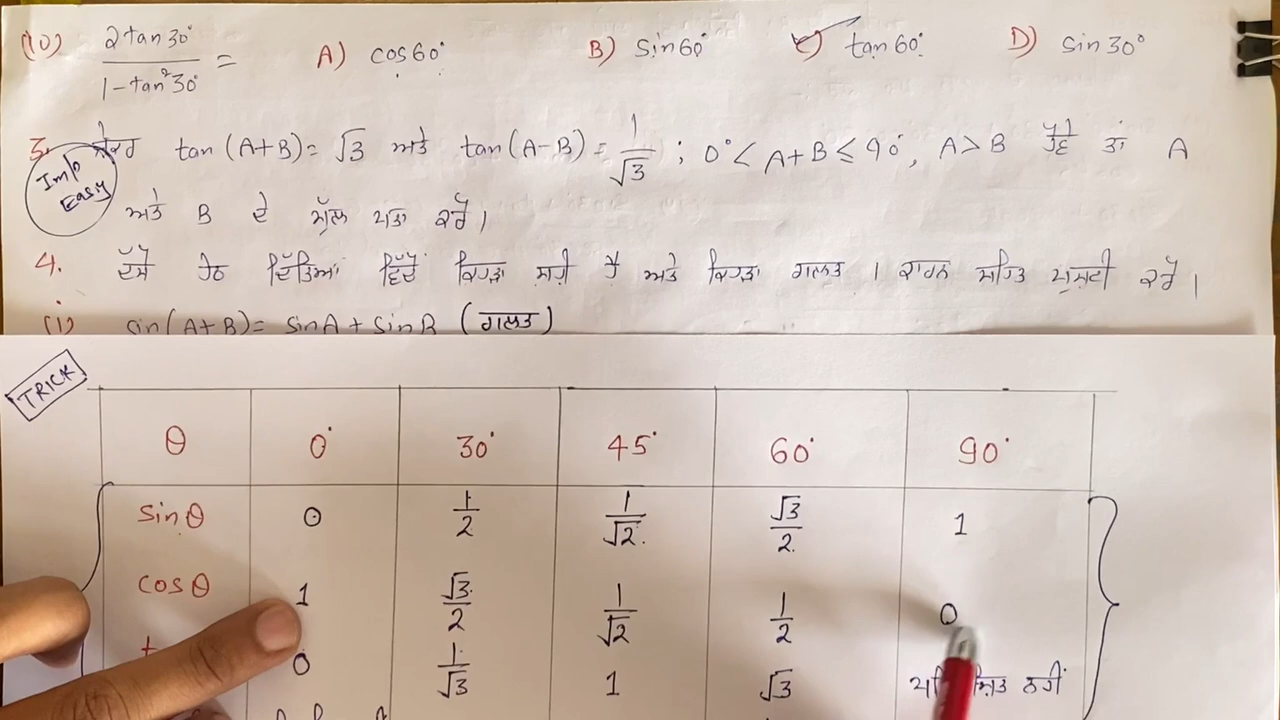 (10) 2tan30° / 1-tan²30° = A) cos60° B) Sin60° C) tan60° D) Sin30°
3. ਜੇਕਰ tan(A+B)= √3 ਅਤੇ tan(A-B)= 1/√3 ; 0°< A+B ≤ 90°, A>B ਹੋਵੇ ਤਾਂ A
Imp Easy
ਅਤੇ B ਦੇ ਮੁੱਲ ਪਤਾ ਕਰੋ।
4. ਦੱਸੋ ਹੇਠ ਦਿੱਤਿਆਂ ਵਿੱਚੋਂ ਕਿਹੜਾ ਸਹੀ ਹੈ ਅਤੇ ਕਿਹੜਾ ਗਲਤ। ਕਾਰਨ ਸਹਿਤ ਪੁਸ਼ਟੀ ਕਰੋ।
(i) sin(A+B)= sinA + sinB (ਗਲਤ)
TRICK
θ 0° 30° 45° 60° 90°
Sinθ 0 1/2 1/√2 √3/2 1
cosθ 1 √3/2 1/√2 1/2 0
0 1/√3 1 √3 ਨਹੀਂ